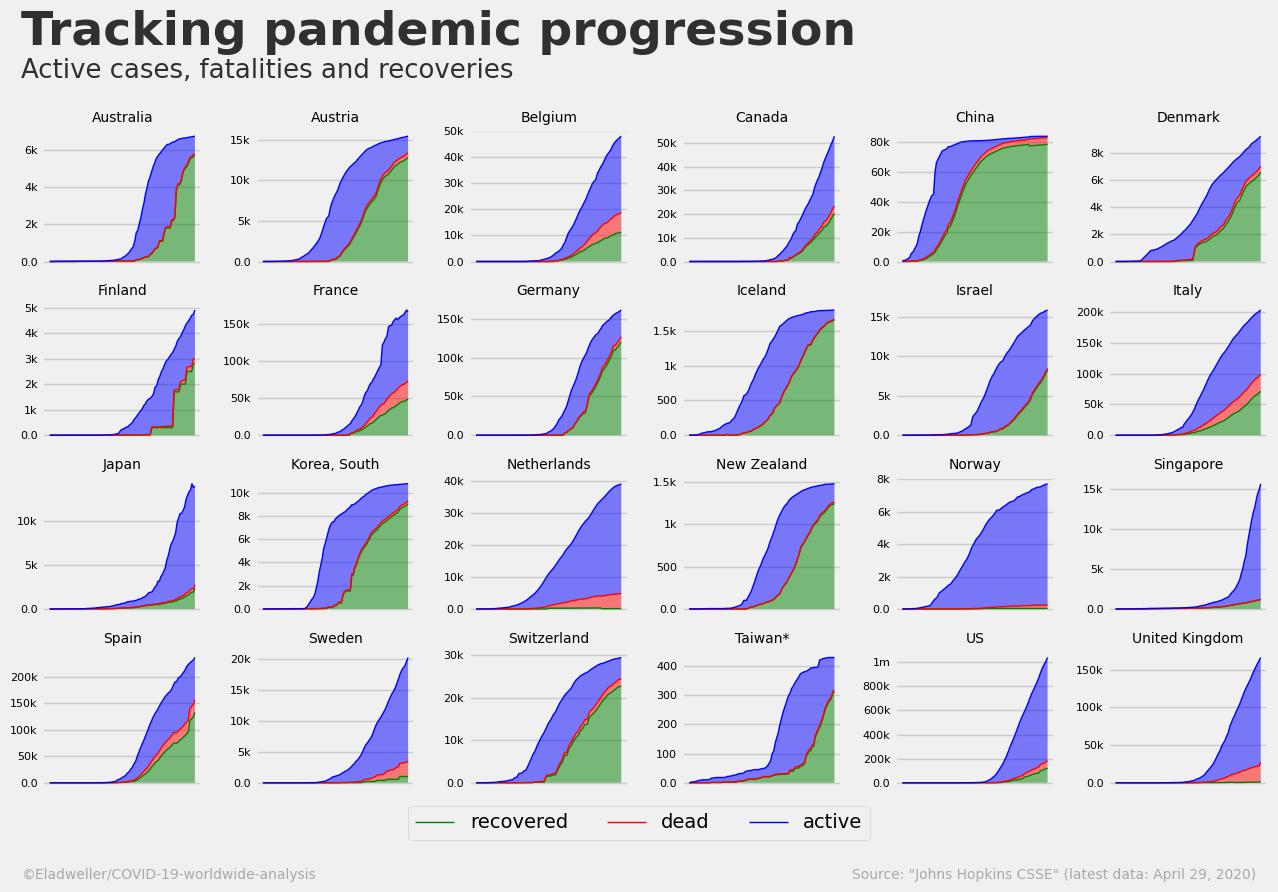 Tracking pandemic progression
Active cases, fatalities and recoveries
Australia
6k
4k
2k
0.0
Austria
15k
10k
5k
0.0
Belgium
50k
40k
30k
20k
10k
0.0
Canada
50k
40k
30k
20k
10k
0.0
China
80k
60k
40k
20k
0.0
Denmark
8k
6k
4k
2k
0.0
Finland
5k
4k
3k
2k
1k
0.0
France
150k
100k
50k
0.0
Germany
150k
100k
50k
0.0
Iceland
1.5k
1k
500
0.0
Israel
15k
10k
5k
0.0
Italy
200k
150k
100k
50k
0.0
Japan
10k
5k
0.0
Korea, South
10k
8k
6k
4k
2k
0.0
Netherlands
40k
30k
20k
10k
0.0
New Zealand
1.5k
1k
500
0.0
Norway
8k
6k
4k
2k
0.0
Singapore
15k
10k
5k
0.0
Spain
200k
150k
100k
50k
0.0
Sweden
20k
15k
10k
5k
0.0
Switzerland
30k
20k
10k
0.0
Taiwan*
400
300
200
100
0.0
US
1m
800k
600k
400k
200k
0.0
United Kingdom
150k
100k
50k
0.0
recovered dead active
©Eladweller/COVID-19-worldwide-analysis
Source: "Johns Hopkins CSSE" (latest data: April 29, 2020)